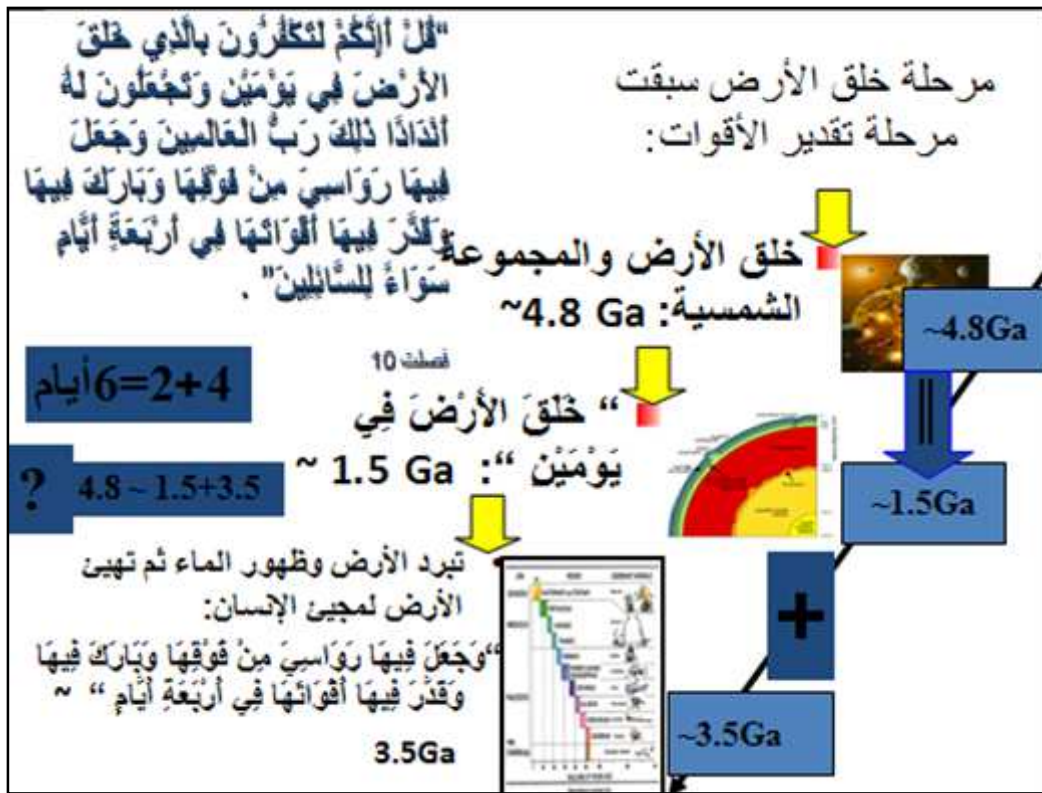 "قُلْ أَإِنَّكُمْ لَتَكْفُرُونَ بِالَّذِي خَلَقَ
الأَرْضَ فِي يَوْمَيْنِ وَتَجْعَلُونَ لَهُ
أَنْدَادًا ذَلِكَ رَبُّ الْعَالَمِينَ وَجَعَلَ
فِيهَا رَوَاسِيَ مِنْ فَوْقِهَا وَبَارَكَ فِيهَا
وَقَدَّرَ فِيهَا أَقْوَاتَهَا فِي أَرْبَعَةِ أَيَّامٍ
سَوَاءً لِلسَّائِلِينَ" .
فصلت 10
مرحلة خلق الأرض سبقت
مرحلة تقدير الأقوات:
خلق الأرض والمجموعة
الشمسية: 4.8 Ga~
~4.8Ga
4+2=6أيام
" خَلَقَ الأَرْضَ فِي
يَوْمَيْنِ ": 1.5 Ga ~
=
~1.5Ga
?
4.8 ~ 1.5+3.5
تبرد الأرض وظهور الماء ثم تهيئ
الأرض لمجيئ الإنسان:
"وَجَعَلَ فِيهَا رَوَاسِيَ مِنْ فَوْقِهَا وَبَارَكَ فِيهَا
وَقَدَّرَ فِيهَا أَقْوَاتَهَا فِي أَرْبَعَةِ أَيَّامٍ " ~
3.5Ga
+
~3.5Ga